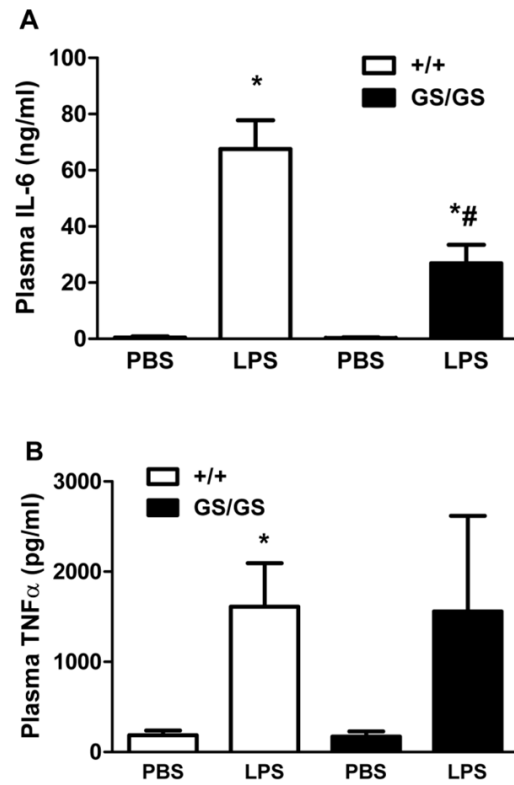 A
+/+
GS/GS
Plasma IL-6 (ng/ml)
100
80
60
40
20
0
*
*#
PBS LPS PBS LPS
B
+/+
GS/GS
Plasma TNFα (pg/ml)
3000
2000
1000
0
*
PBS LPS PBS LPS